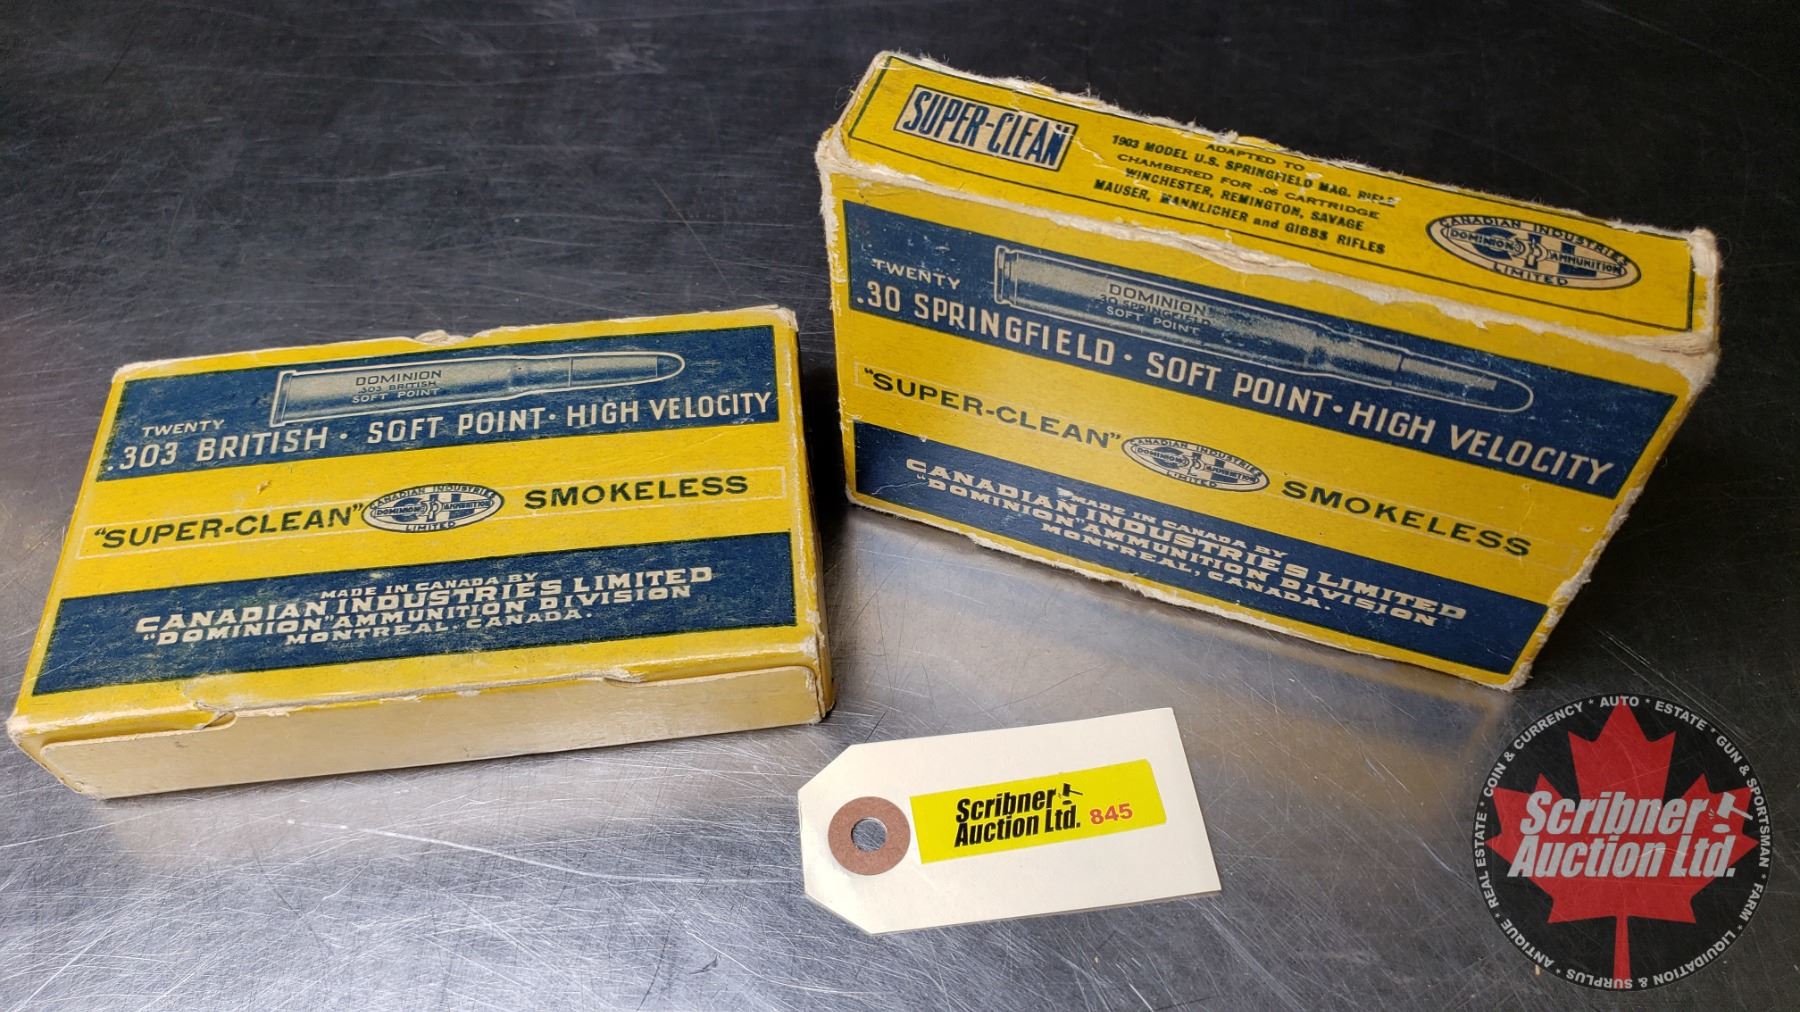 DOMINION
.303 BRITISH
SOFT POINT
TWENTY
.303 BRITISH · SOFT POINT · HIGH VELOCITY
"SUPER-CLEAN"
CANADIAN INDUSTRIES
DOMINION AMMUNITION
LIMITED
SMOKELESS
MADE IN CANADA BY
CANADIAN INDUSTRIES LIMITED
"DOMINION" AMMUNITION DIVISION
MONTREAL, CANADA.
SUPER-CLEAN
ADAPTED TO
1903 MODEL U.S. SPRINGFIELD MAG. RIFLE
CHAMBERED FOR .06 CARTRIDGE
WINCHESTER, REMINGTON, SAVAGE
MAUSER, MANNLICHER and GIBBS RIFLES
CANADIAN INDUSTRIES
CIL
DOMINION AMMUNITION
LIMITED
TWENTY
DOMINION
.30 SPRINGFIELD
SOFT POINT
.30 SPRINGFIELD · SOFT POINT · HIGH VELOCITY
"SUPER-CLEAN"
CANADIAN INDUSTRIES
DOMINION AMMUNITION
LIMITED
SMOKELESS
MADE IN CANADA BY
CANADIAN INDUSTRIES LIMITED
"DOMINION" AMMUNITION DIVISION
MONTREAL, CANADA.
Scribner
Auction Ltd. 845
COIN & CURRENCY * AUTO * ESTATE * GUN & SPORTSMAN * FARM * LIQUIDATION & SURPLUS * ANTIQUE * REAL ESTATE *
Scribner
Auction Ltd.